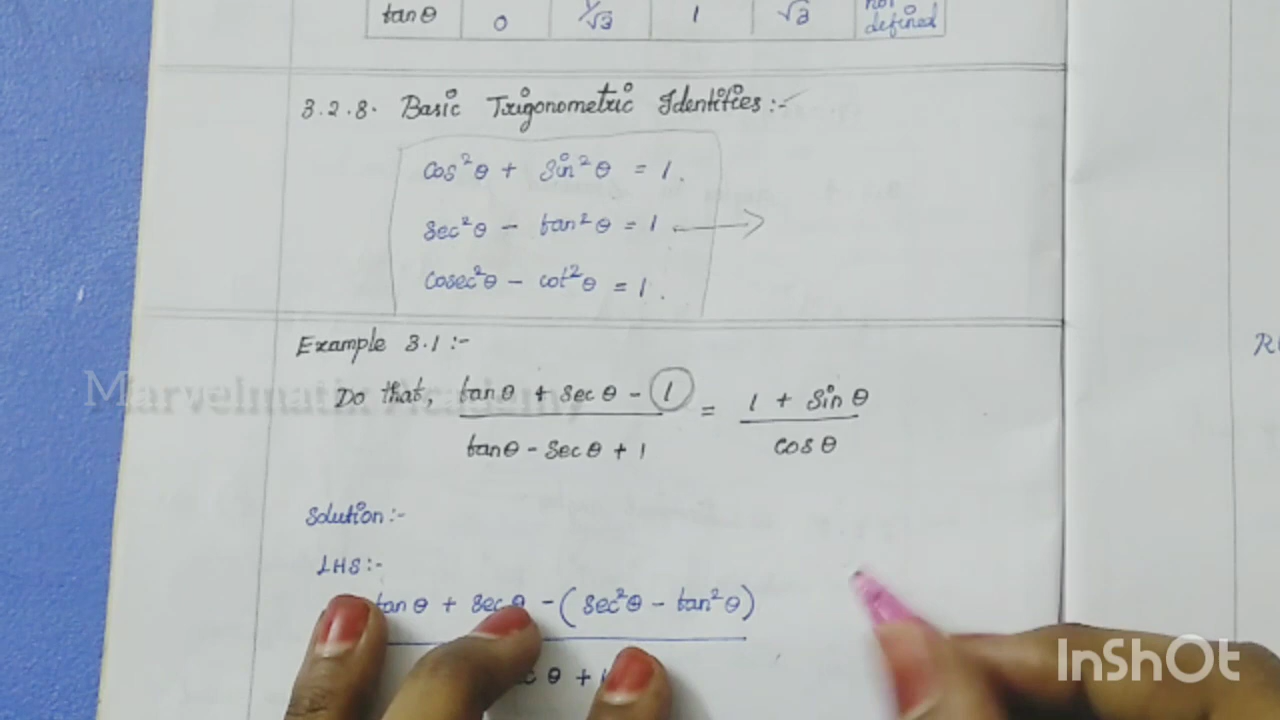 tanθ 0 1/√3 1 √3 not defined
3.2.8. Basic Trigonometric Identities:-
cos²θ + sin²θ = 1.
sec²θ - tan²θ = 1
cosec²θ - cot²θ = 1.
Example 3.1:-
Do that, tanθ + secθ - 1 = 1 + sinθ
tanθ - secθ + 1 cosθ
Marvelmath Academy
Solution:-
LHS:-
tanθ + secθ - (sec²θ - tan²θ)
θ + 1
InShOt